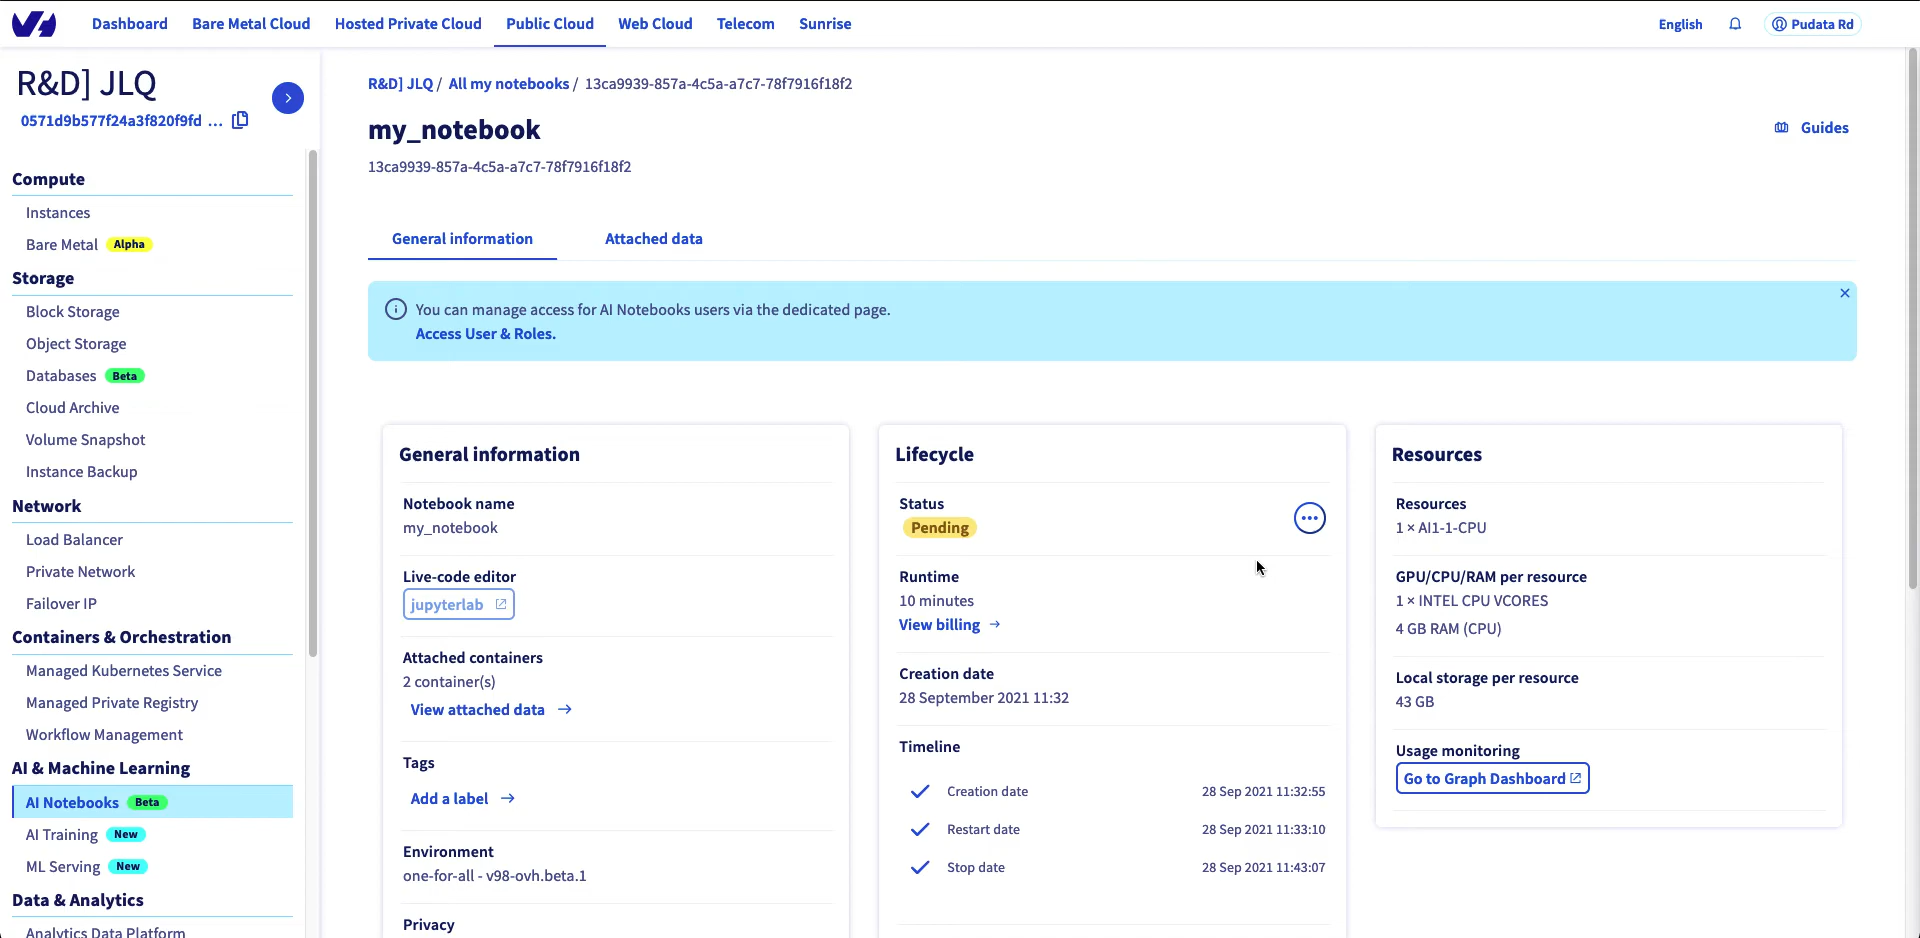 Dashboard Bare Metal Cloud Hosted Private Cloud Public Cloud Web Cloud Telecom Sunrise English Pudata Rd
R&D] JLQ
0571d9b577f24a3f820f9fd ...
Compute
Instances
Bare Metal Alpha
Storage
Block Storage
Object Storage
Databases Beta
Cloud Archive
Volume Snapshot
Instance Backup
Network
Load Balancer
Private Network
Failover IP
Containers & Orchestration
Managed Kubernetes Service
Managed Private Registry
Workflow Management
AI & Machine Learning
AI Notebooks Beta
AI Training New
ML Serving New
Data & Analytics
Analytics Data Platform
R&D] JLQ / All my notebooks / 13ca9939-857a-4c5a-a7c7-78f7916f18f2
my_notebook
Guides
13ca9939-857a-4c5a-a7c7-78f7916f18f2
General information Attached data
You can manage access for AI Notebooks users via the dedicated page.
Access User & Roles.
General information
Notebook name
my_notebook
Live-code editor
jupyterlab
Attached containers
2 container(s)
View attached data →
Tags
Add a label →
Environment
one-for-all - v98-ovh.beta.1
Privacy
Lifecycle
Status
Pending
Runtime
10 minutes
View billing →
Creation date
28 September 2021 11:32
Timeline
Creation date 28 Sep 2021 11:32:55
Restart date 28 Sep 2021 11:33:10
Stop date 28 Sep 2021 11:43:07
Resources
Resources
1 × AI1-1-CPU
GPU/CPU/RAM per resource
1 × INTEL CPU VCORES
4 GB RAM (CPU)
Local storage per resource
43 GB
Usage monitoring
Go to Graph Dashboard